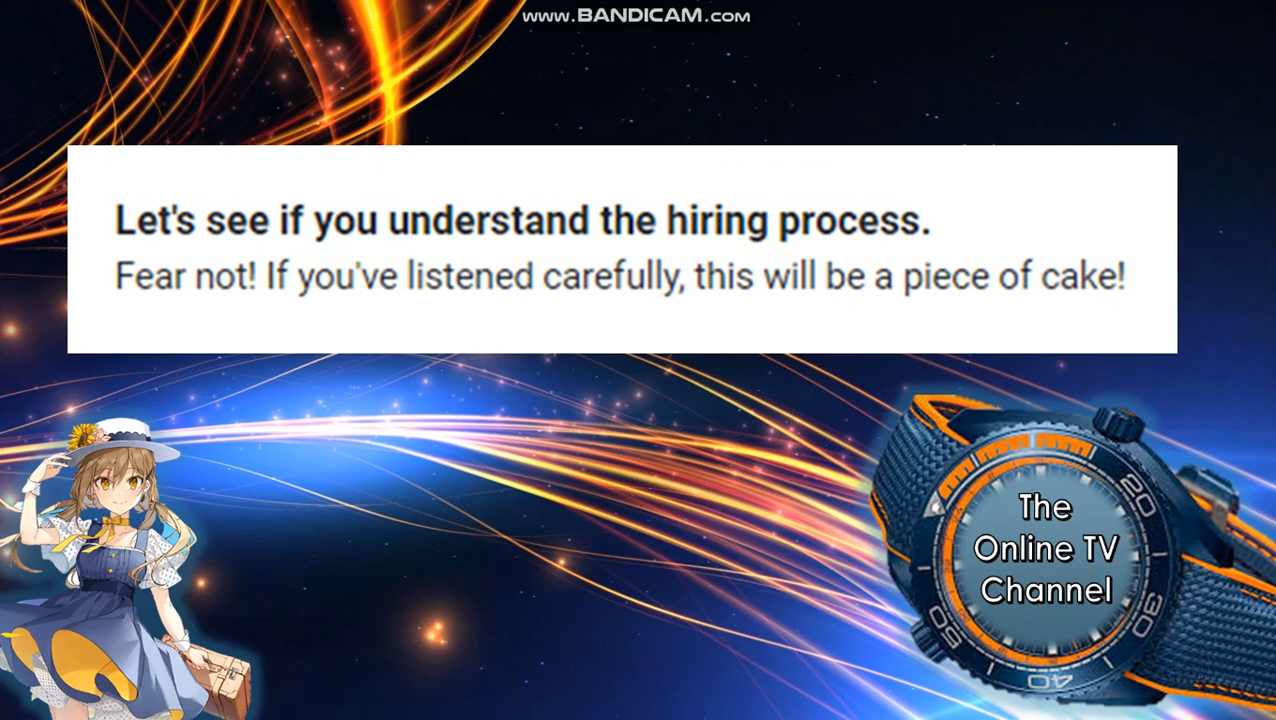 www.BANDICAM.com
Let's see if you understand the hiring process.
Fear not! If you've listened carefully, this will be a piece of cake!
The
Online TV
Channel
20
30
40
50